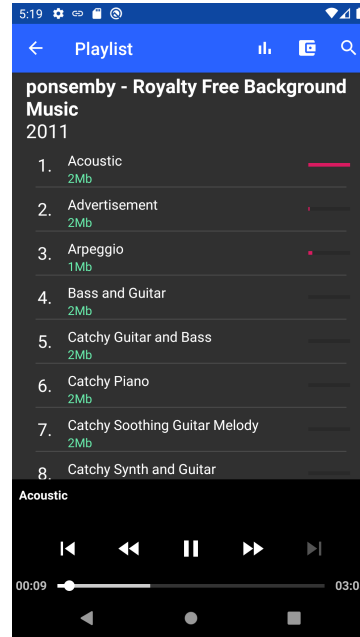 5:19
Playlist
ponsemby - Royalty Free Background
Music
2011
1. Acoustic
2Mb
2. Advertisement
2Mb
3. Arpeggio
1Mb
4. Bass and Guitar
2Mb
5. Catchy Guitar and Bass
2Mb
6. Catchy Piano
2Mb
7. Catchy Soothing Guitar Melody
2Mb
8. Catchy Synth and Guitar
Acoustic
00:09